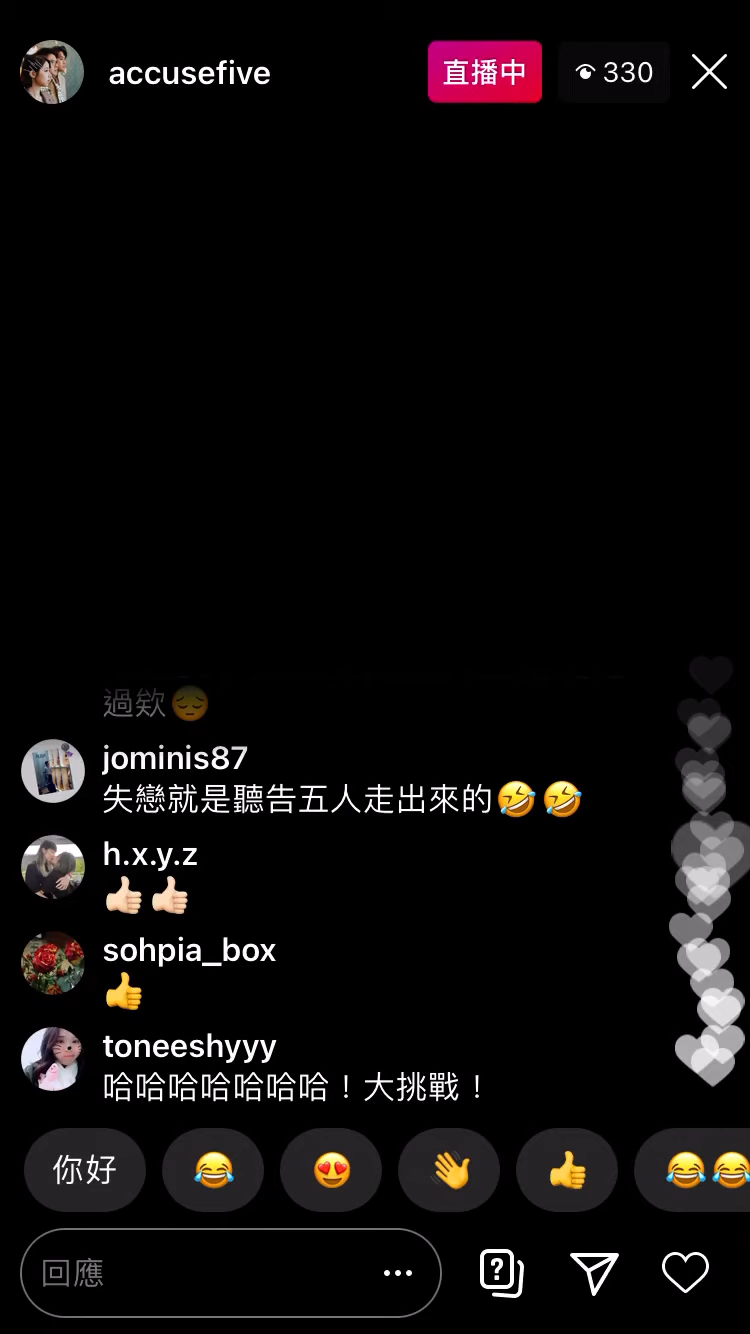 accusefive
直播中
330
過欸😔
jominis87
失戀就是聽告五人走出來的🤣🤣
h.x.y.z
👍🏻👍🏻
sohpia_box
👍
toneeshyyy
哈哈哈哈哈哈哈！大挑戰！
你好 😂 😍 👋 👍 😂😂
回應